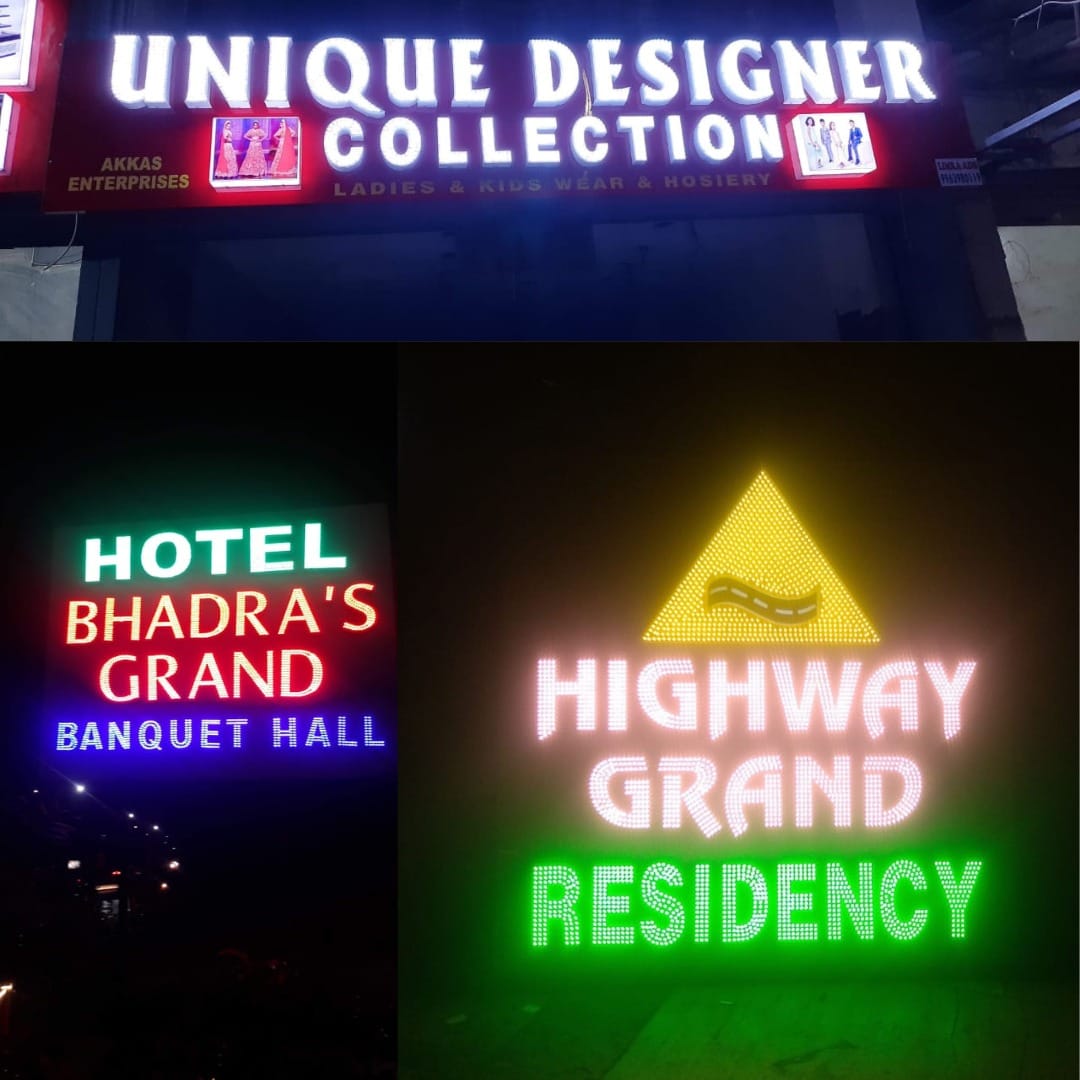 UNIQUE DESIGNER
COLLECTION
AKKAS
ENTERPRISES
LADIES & KIDS WEAR & HOSIERY
HOTEL
BHADRA'S
GRAND
BANQUET HALL
HIGHWAY
GRAND
RESIDENCY